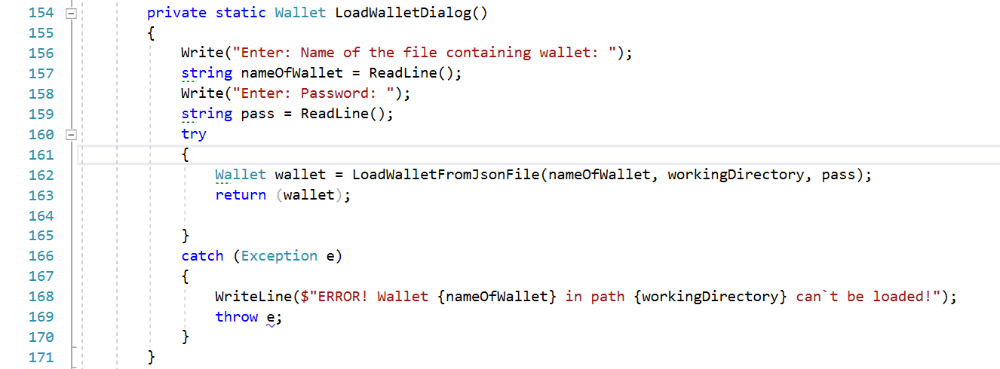 154 private static Wallet LoadWalletDialog()
155 {
156 Write("Enter: Name of the file containing wallet: ");
157 string nameOfWallet = ReadLine();
158 Write("Enter: Password: ");
159 string pass = ReadLine();
160 try
161 {
162 Wallet wallet = LoadWalletFromJsonFile(nameOfWallet, workingDirectory, pass);
163 return (wallet);
164
165 }
166 catch (Exception e)
167 {
168 WriteLine($"ERROR! Wallet {nameOfWallet} in path {workingDirectory} can`t be loaded!");
169 throw e;
170 }
171 }